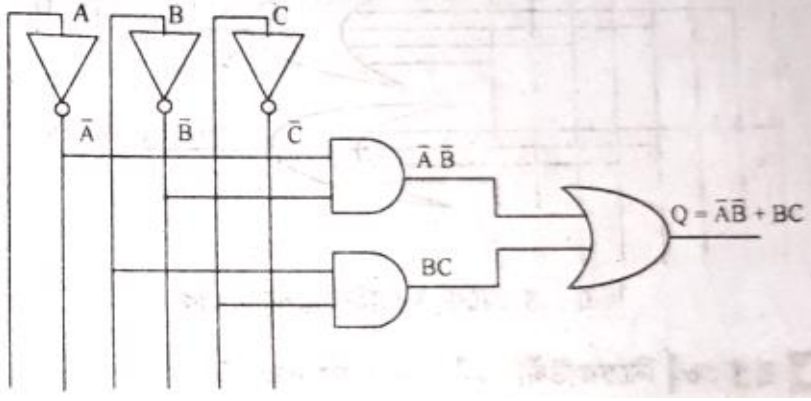 A B C
Ā B̄ C̄
Ā B̄
BC
Q = ĀB̄ + BC